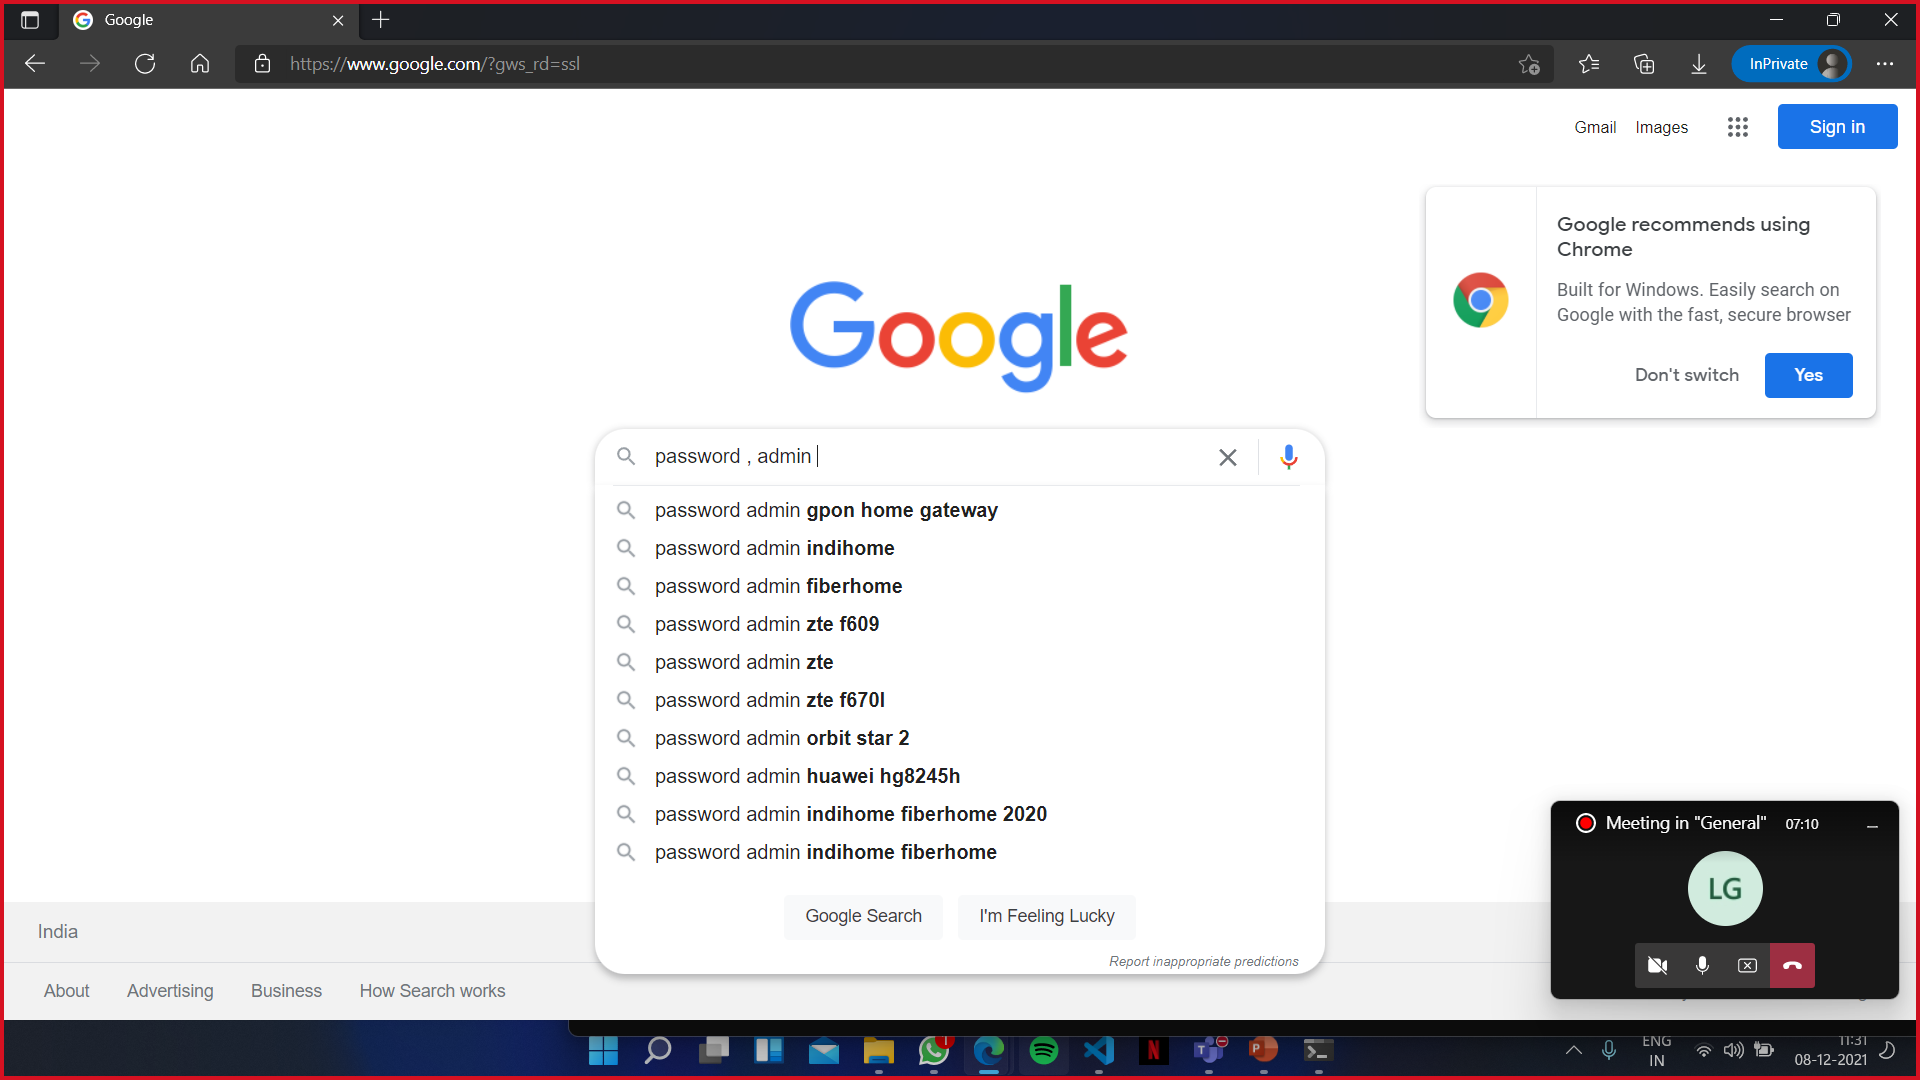 Google
https://www.google.com/?gws_rd=ssl
InPrivate
Gmail Images
Sign in
Google recommends using
Chrome
Built for Windows. Easily search on
Google with the fast, secure browser
Don't switch
Yes
Google
password , admin
password admin gpon home gateway
password admin indihome
password admin fiberhome
password admin zte f609
password admin zte
password admin zte f670l
password admin orbit star 2
password admin huawei hg8245h
password admin indihome fiberhome 2020
password admin indihome fiberhome
Google Search
I'm Feeling Lucky
Report inappropriate predictions
Meeting in "General" 07:10
LG
India
About Advertising Business How Search works
ENG
IN
11:31
08-12-2021